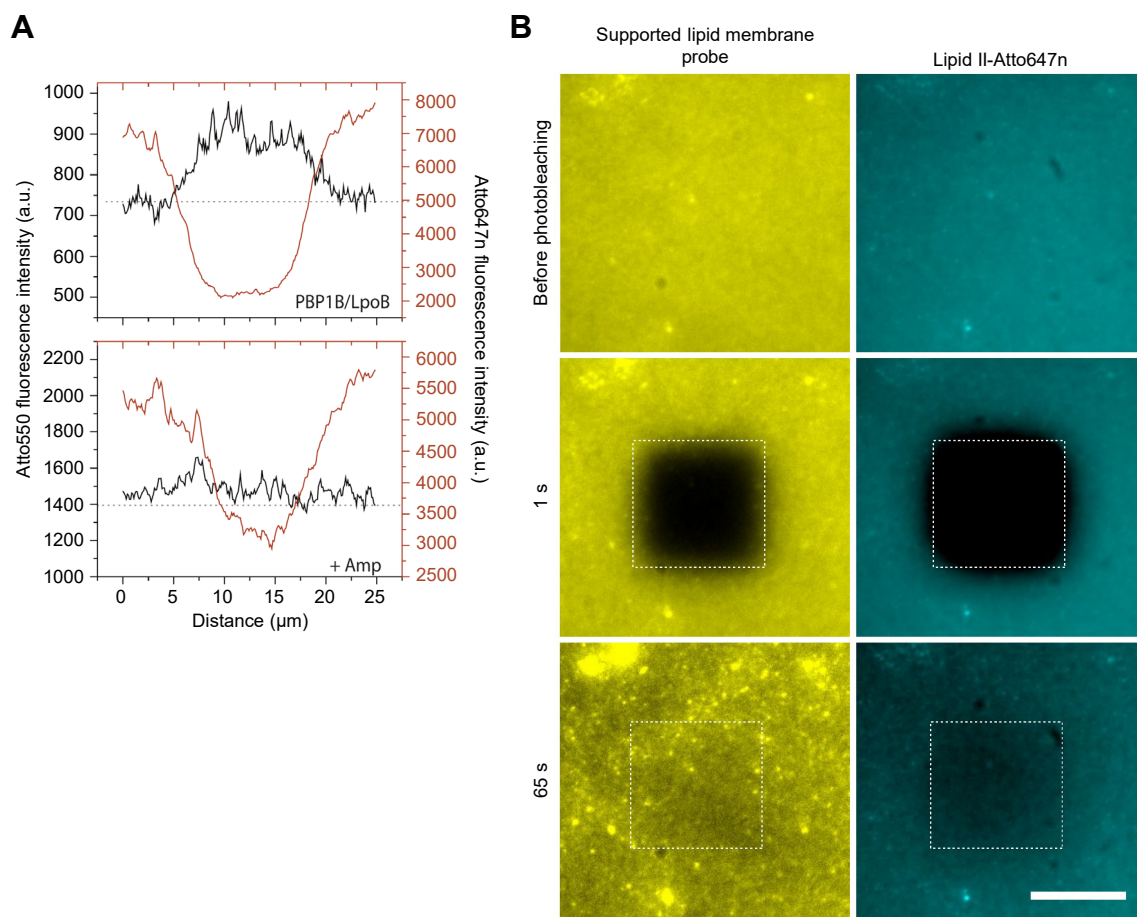 A
1000
900
800
700
600
500
8000
7000
6000
5000
4000
3000
2000
PBP1B/LpoB
2200
2000
1800
1600
1400
1200
1000
6000
5500
5000
4500
4000
3500
3000
2500
+ Amp
0 5 10 15 20 25
Distance (µm)
Atto550 fluorescence intensity (a.u.)
Atto647n fluorescence intensity (a.u.)
B
Supported lipid membrane
probe
Lipid II-Atto647n
Before photobleaching
1 s
65 s